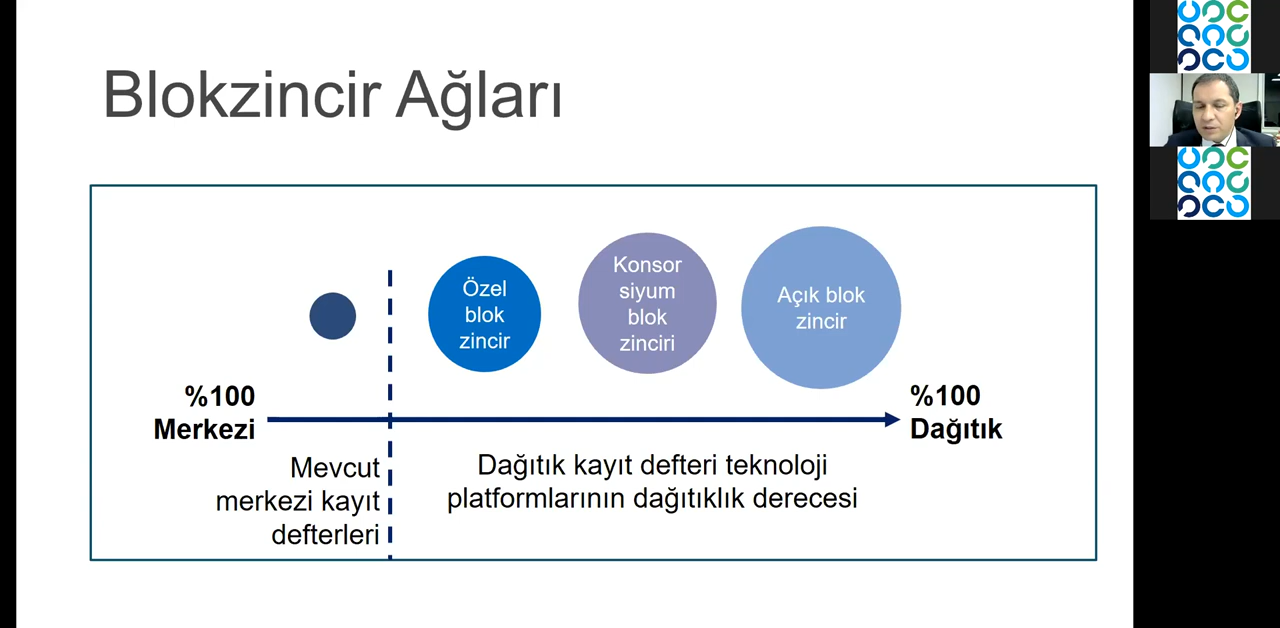 Blokzincir Ağları
Özel
blok
zincir
Konsor
siyum
blok
zinciri
Açık blok
zincir
%100
Merkezi
%100
Dağıtık
Mevcut
merkezi kayıt
defterleri
Dağıtık kayıt defteri teknoloji
platformlarının dağıtıklık derecesi